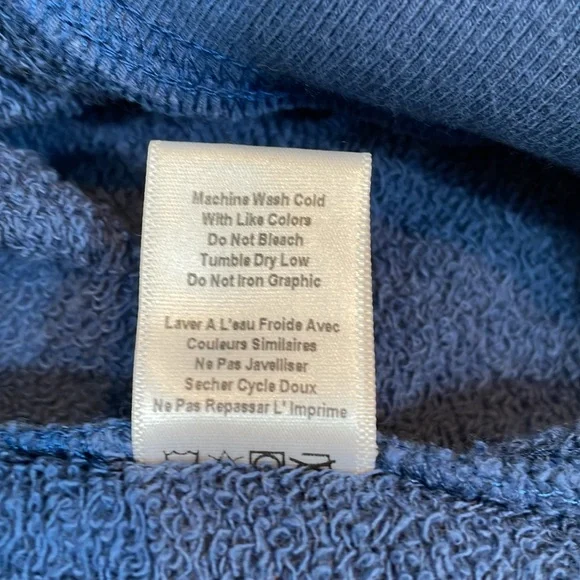 Machine Wash Cold
With Like Colors
Do Not Bleach
Tumble Dry Low
Do Not Iron Graphic
Laver A L'eau Froide Avec
Couleurs Similaires
Ne Pas Javelliser
Secher Cycle Doux
Ne Pas Repassar L' Imprime